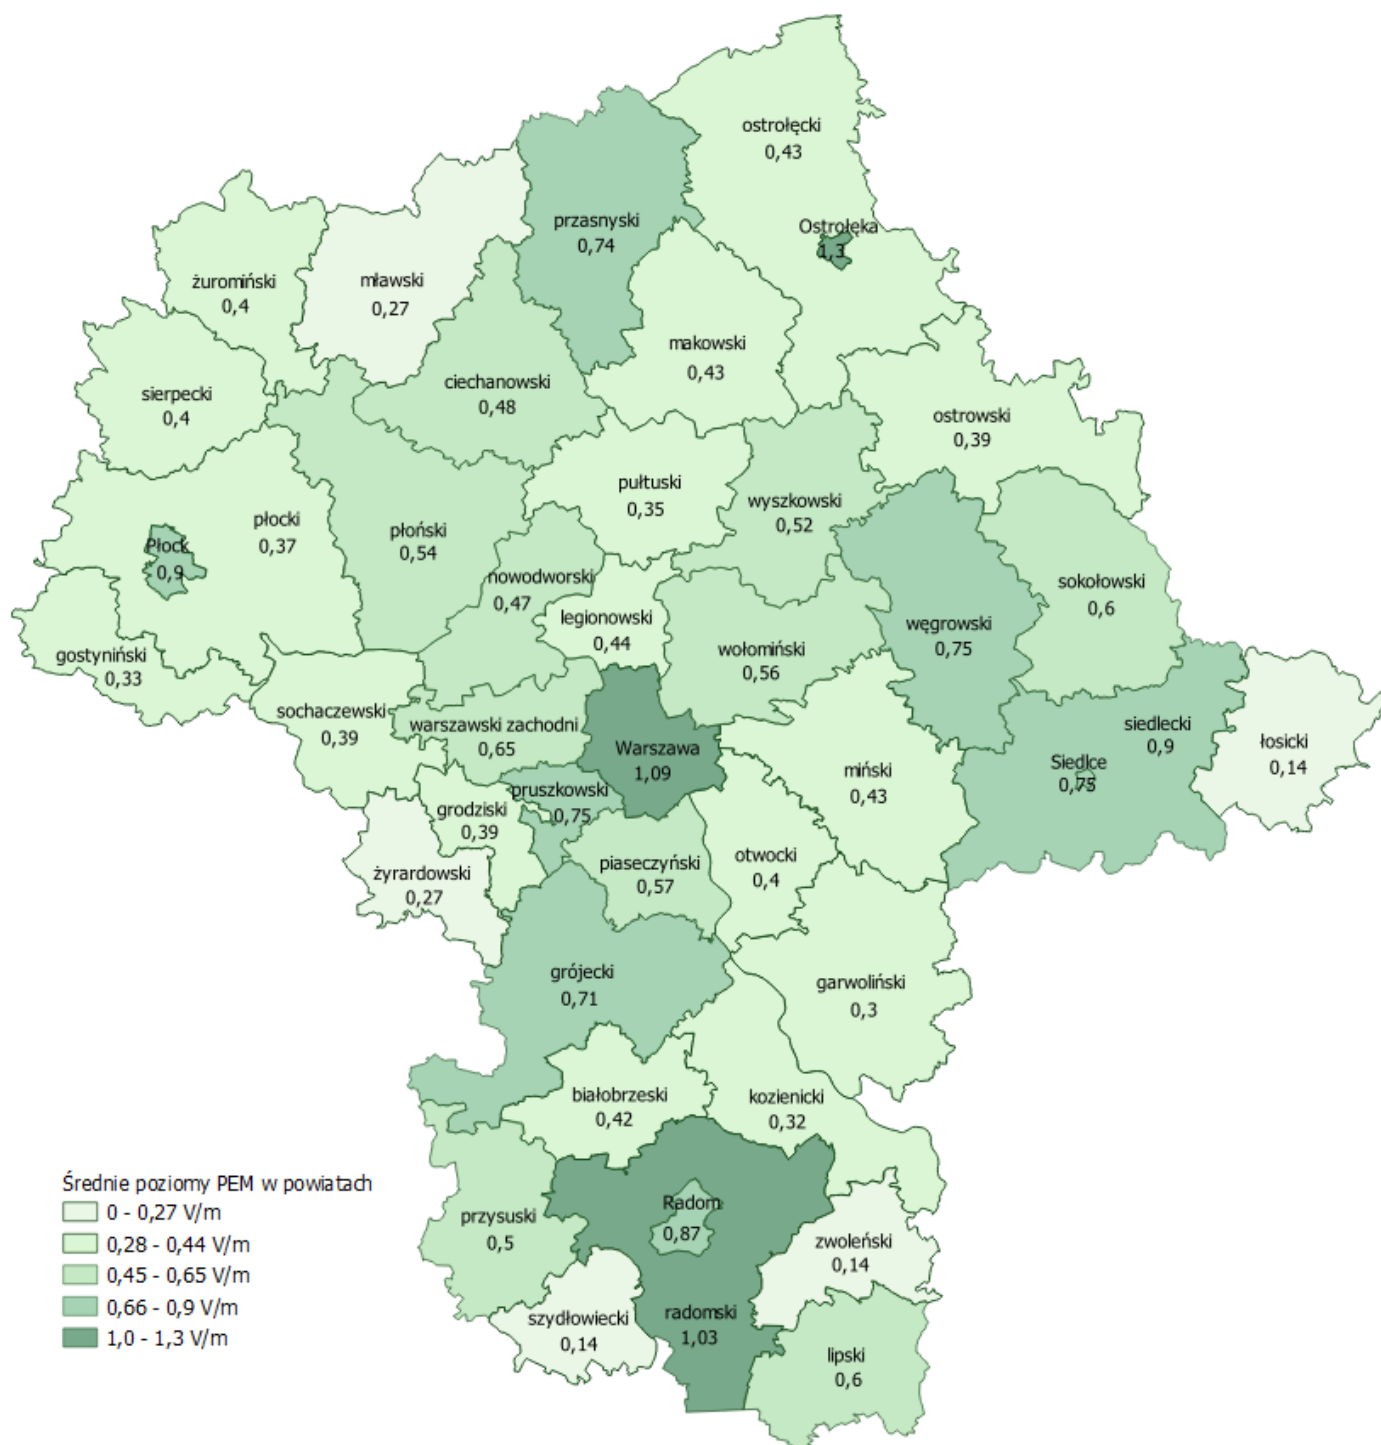 ostrołęcki
0,43
przasnyski
0,74
Ostrołęka
1,3
żuromiński
0,4
mławski
0,27
makowski
0,43
ciechanowski
0,48
sierpecki
0,4
ostrowski
0,39
pułtuski
0,35
wyszkowski
0,52
płocki
0,37
płoński
0,54
Płock
0,9
nowodworski
0,47
sokołowski
0,6
legionowski
0,44
węgrowski
0,75
wołomiński
0,56
gostyniński
0,33
sochaczewski
0,39
warszawski zachodni
0,65
siedlecki
0,9
łosicki
0,14
Warszawa
1,09
Siedlce
0,75
miński
0,43
pruszkowski
0,75
grodziski
0,39
piaseczyński
0,57
otwocki
0,4
żyrardowski
0,27
grójecki
0,71
garwoliński
0,3
białobrzeski
0,42
kozienicki
0,32
Radom
0,87
przysuski
0,5
zwoleński
0,14
szydłowiecki
0,14
radomski
1,03
lipski
0,6
Średnie poziomy PEM w powiatach
0 - 0,27 V/m
0,28 - 0,44 V/m
0,45 - 0,65 V/m
0,66 - 0,9 V/m
1,0 - 1,3 V/m